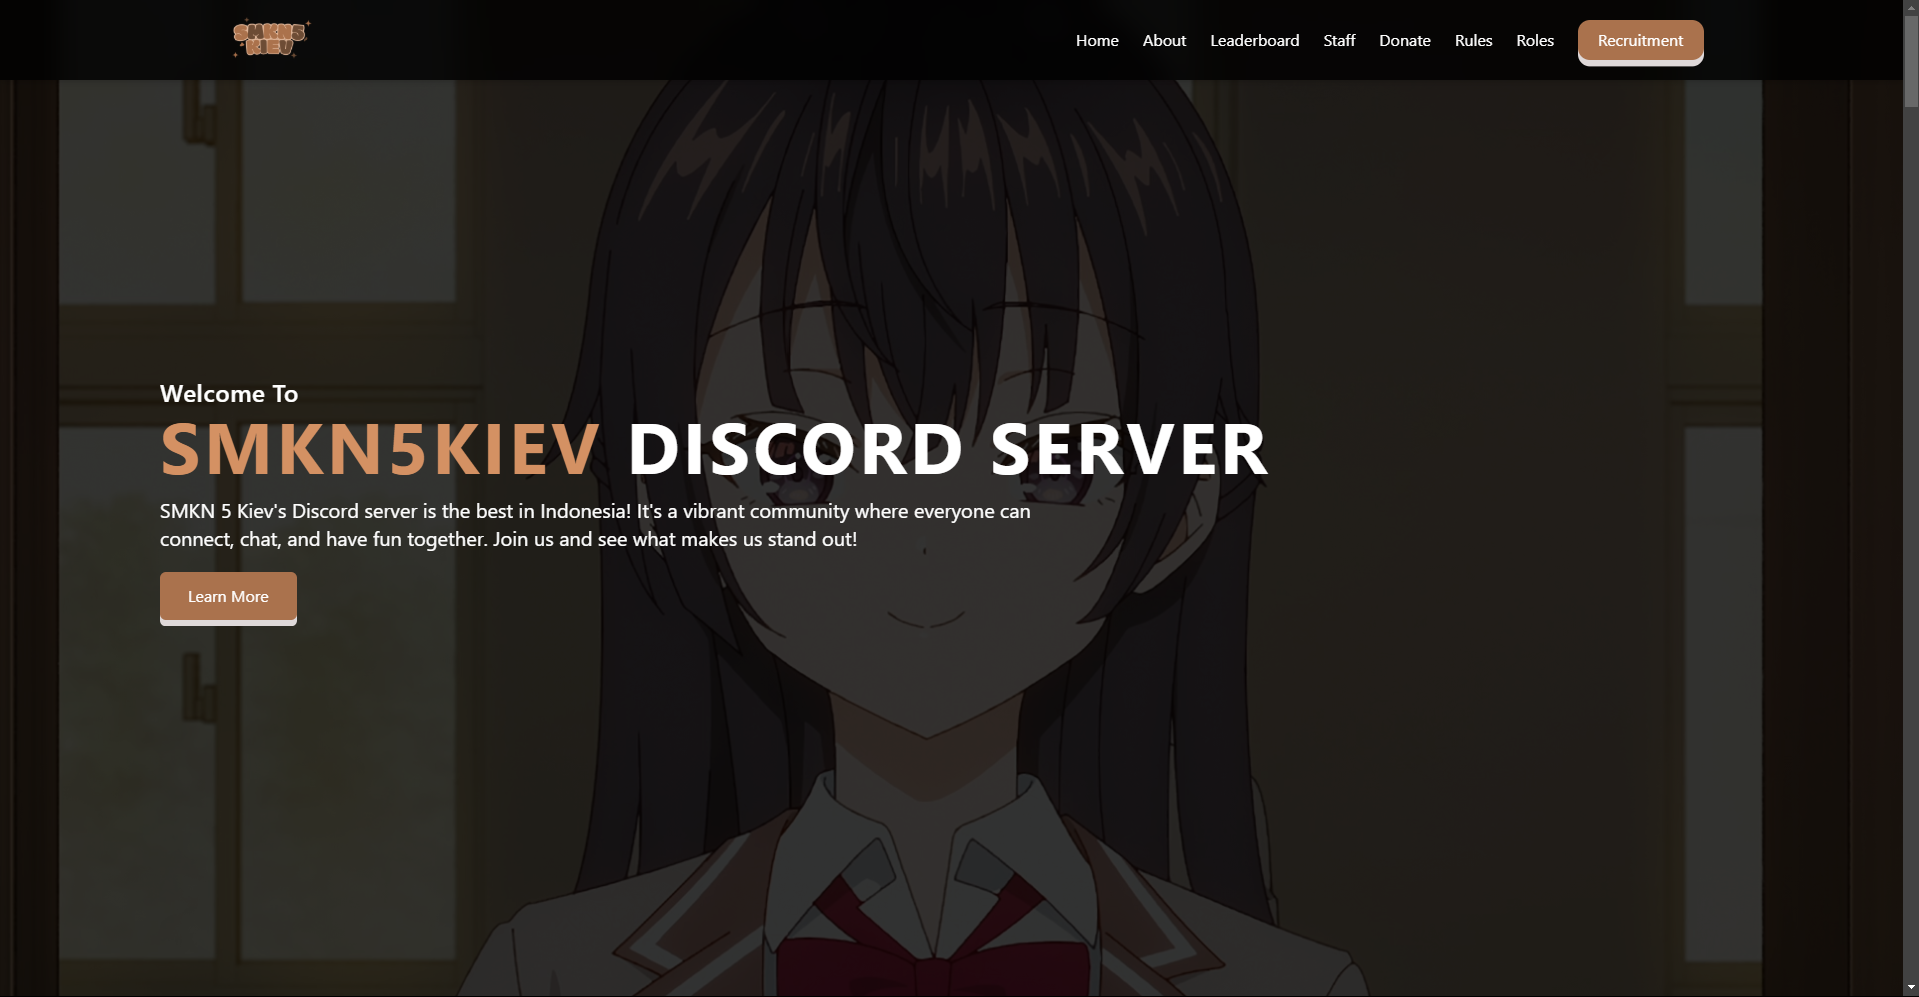 SMKN5
KIEV
Home About Leaderboard Staff Donate Rules Roles Recruitment
Welcome To
SMKN5KIEV DISCORD SERVER
SMKN 5 Kiev's Discord server is the best in Indonesia! It's a vibrant community where everyone can
connect, chat, and have fun together. Join us and see what makes us stand out!
Learn More